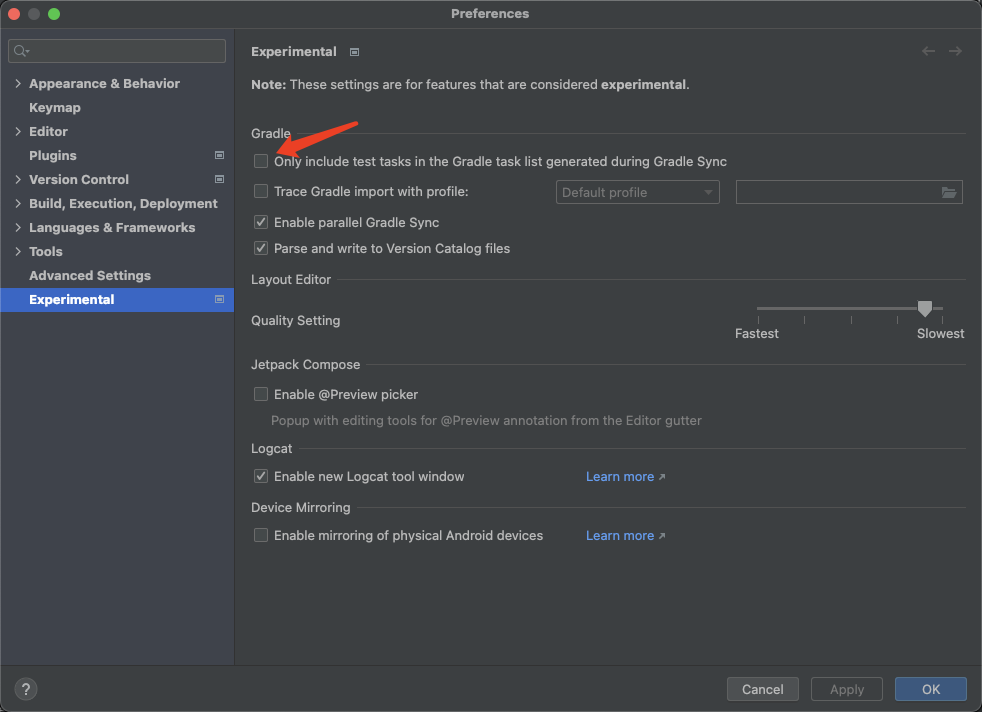 Preferences
Appearance & Behavior
Keymap
Editor
Plugins
Version Control
Build, Execution, Deployment
Languages & Frameworks
Tools
Advanced Settings
Experimental
Experimental
Note: These settings are for features that are considered experimental.
Gradle
Only include test tasks in the Gradle task list generated during Gradle Sync
Trace Gradle import with profile: Default profile
Enable parallel Gradle Sync
Parse and write to Version Catalog files
Layout Editor
Quality Setting
Fastest Slowest
Jetpack Compose
Enable @Preview picker
Popup with editing tools for @Preview annotation from the Editor gutter
Logcat
Enable new Logcat tool window Learn more
Device Mirroring
Enable mirroring of physical Android devices Learn more
? Cancel Apply OK